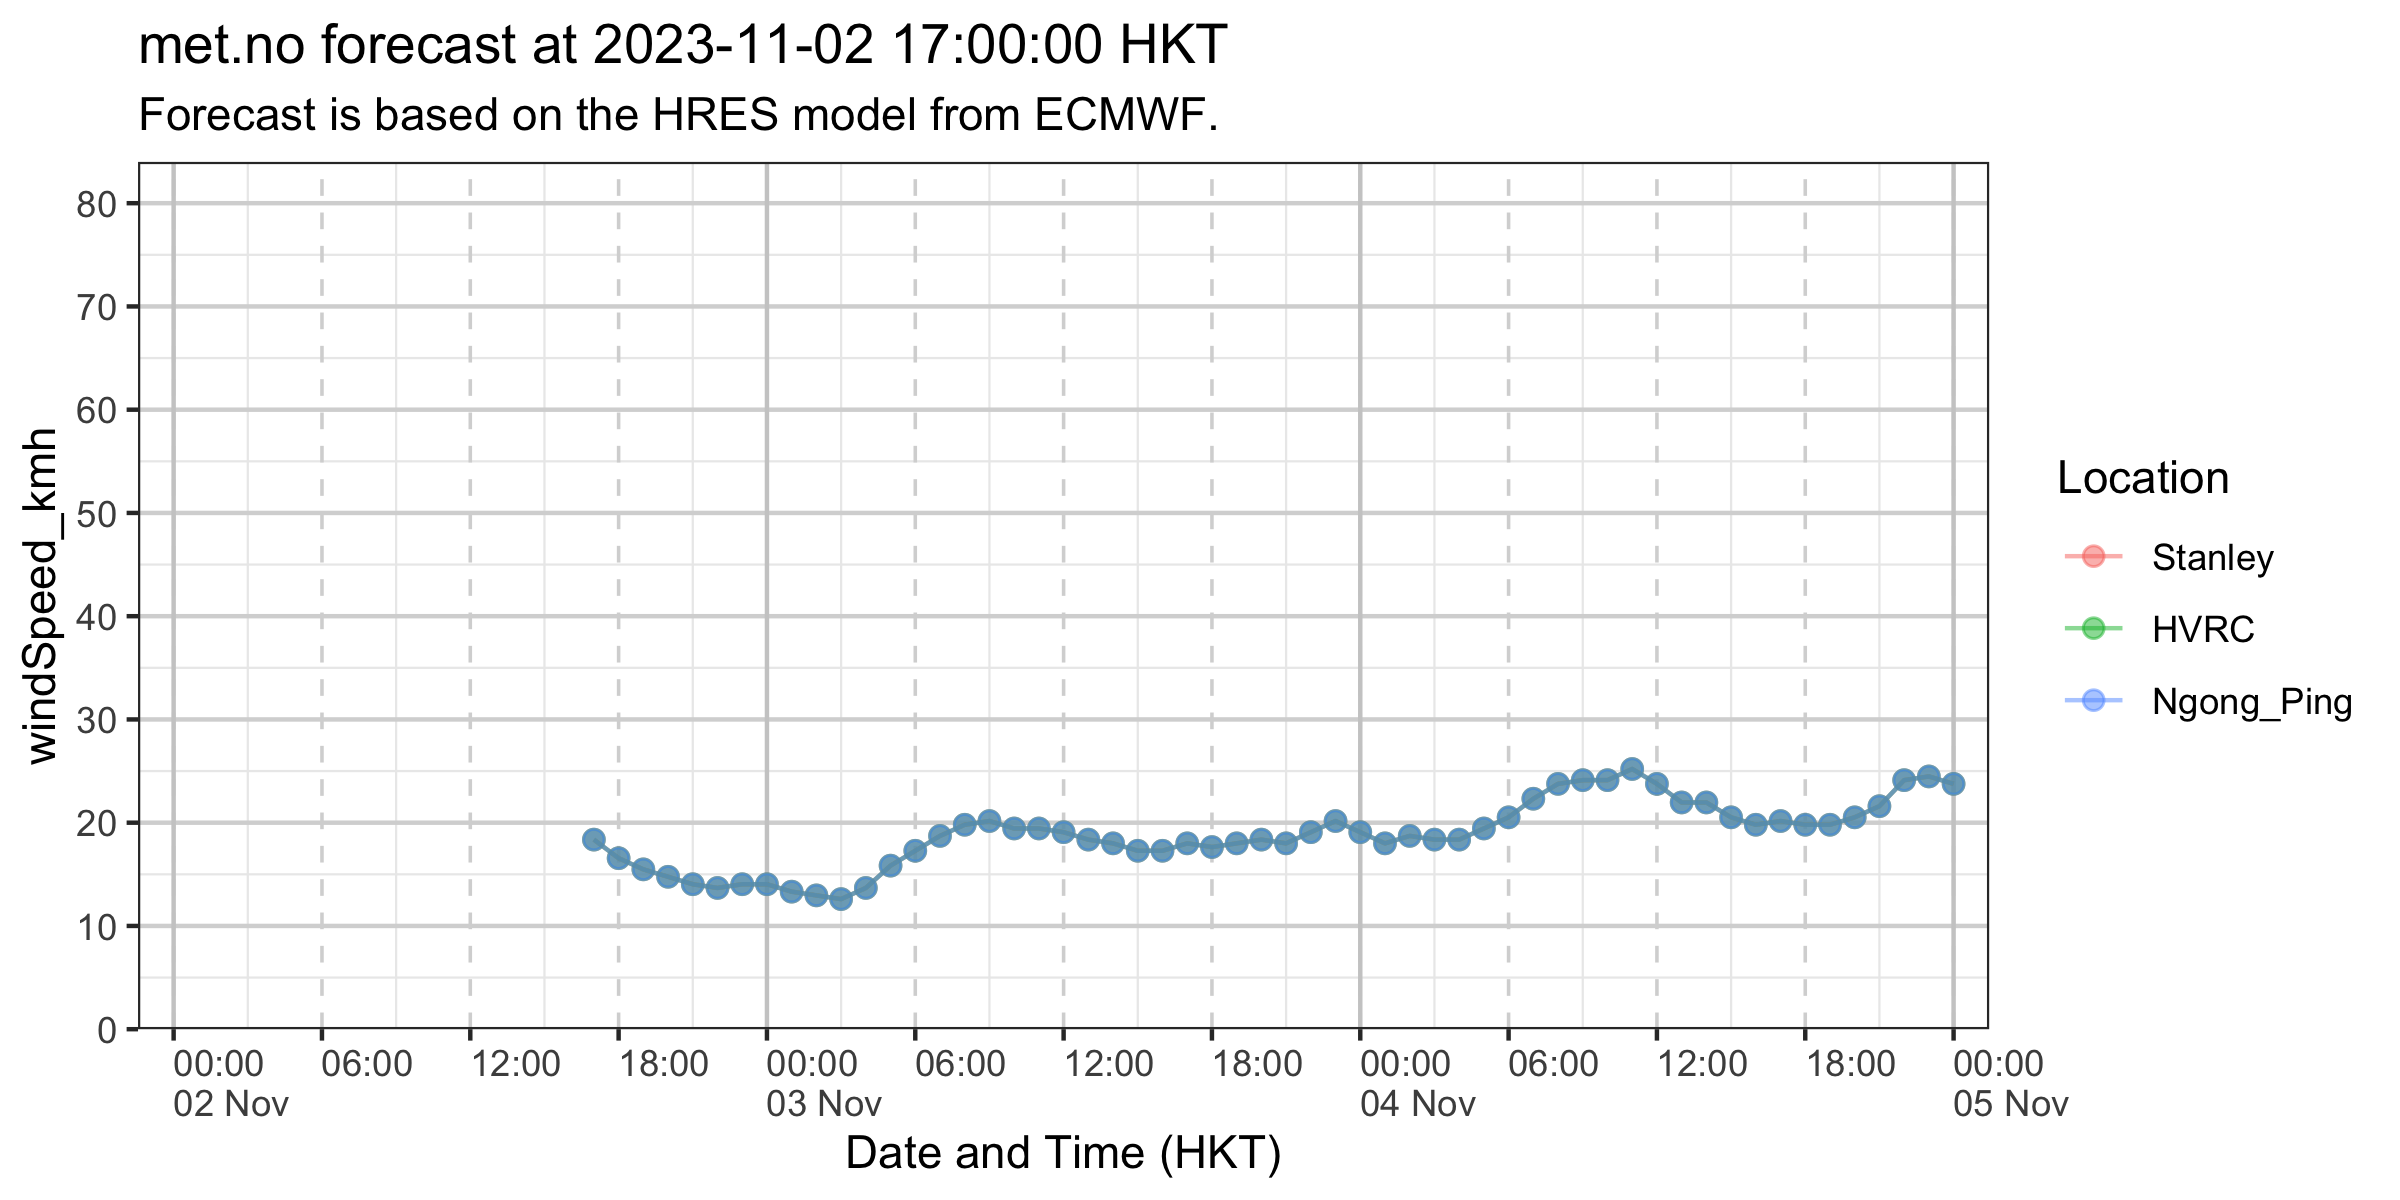 met.no forecast at 2023-11-02 17:00:00 HKT
Forecast is based on the HRES model from ECMWF.
windSpeed_kmh
80
70
60
50
40
30
20
10
0
00:00 06:00 12:00 18:00 00:00 06:00 12:00 18:00 00:00 06:00 12:00 18:00 00:00
02 Nov 03 Nov 04 Nov 05 Nov
Date and Time (HKT)
Location
Stanley
HVRC
Ngong_Ping